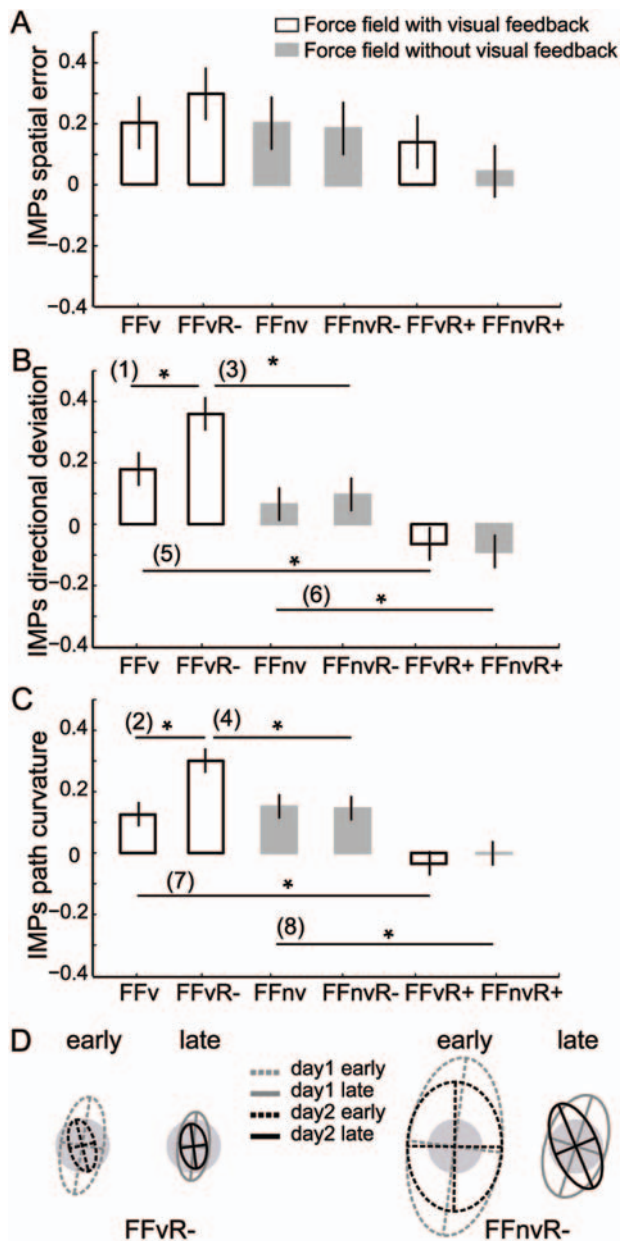 A
Force field with visual feedback
Force field without visual feedback
IMPs spatial error
0.4
0.2
0
−0.2
−0.4
FFv FFvR- FFnv FFnvR- FFvR+ FFnvR+
B
(1) * (3) *
IMPs directional deviation
0.4
0.2
0
−0.2
−0.4
(5) *
(6) *
FFv FFvR- FFnv FFnvR- FFvR+ FFnvR+
C
(2) * (4) *
IMPs path curvature
0.4
0.2
0
−0.2
−0.4
(7) *
(8) *
FFv FFvR- FFnv FFnvR- FFvR+ FFnvR+
D
early late
day1 early
day1 late
day2 early
day2 late
early late
FFvR- FFnvR-